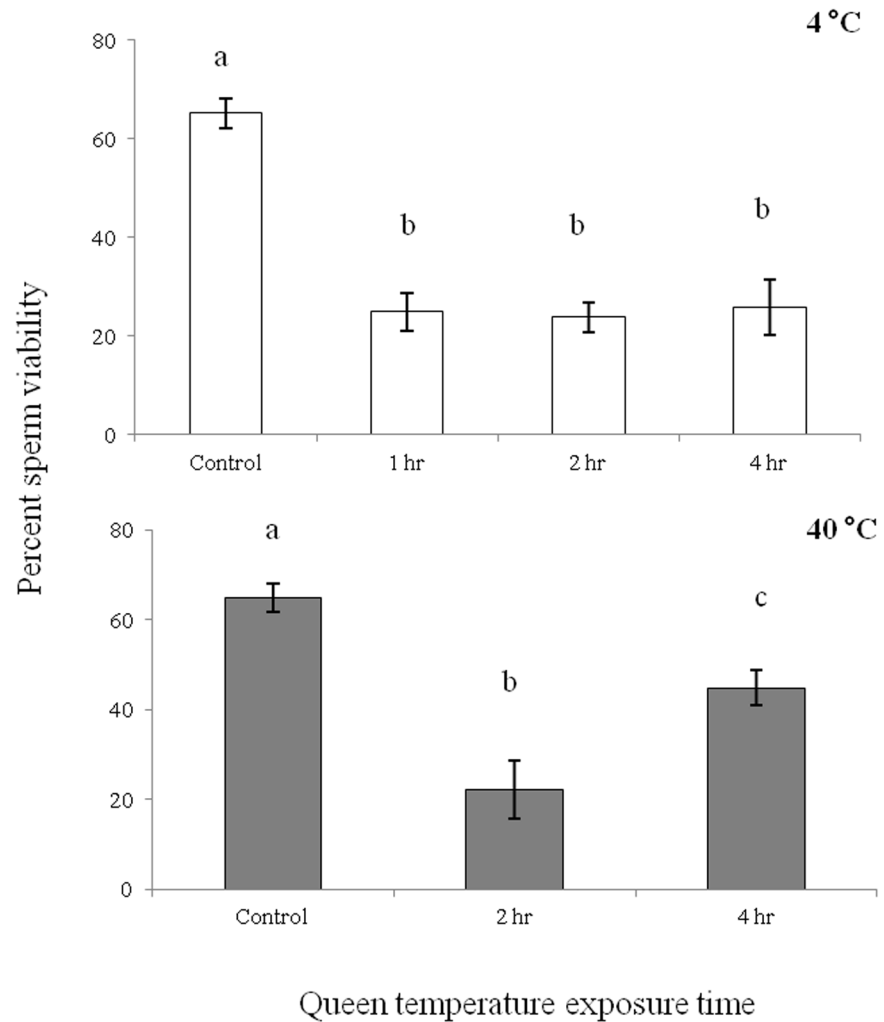 4 °C
80
a
60
40
b
b
b
20
0
Control
1 hr
2 hr
4 hr
Percent sperm viability
40 °C
80
a
60
c
b
40
20
0
Control
2 hr
4 hr
Queen temperature exposure time